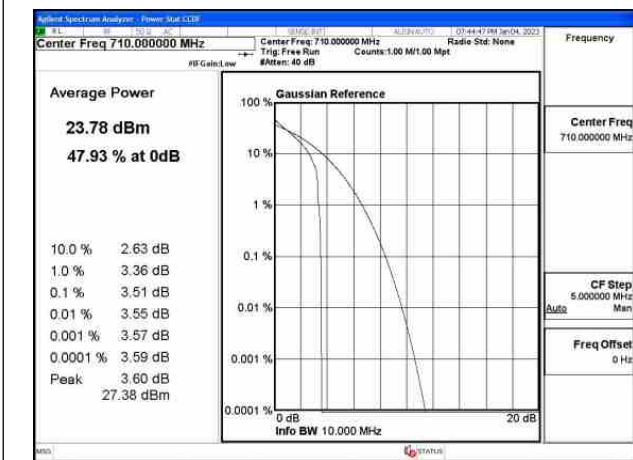 Agilent Spectrum Analyzer - Power Stat CCDF
RL RF 50 Ω AC SENSE:INT ALIGN AUTO 07:44:47 PM Jan 04, 2023
Center Freq 710.000000 MHz
Center Freq: 710.000000 MHz
Radio Std: None
Trig: Free Run
Counts:1.00 M/1.00 Mpt
#IFGain:Low
#Atten: 40 dB
Frequency
Average Power
23.78 dBm
47.93 % at 0dB
10.0 % 2.63 dB
1.0 % 3.36 dB
0.1 % 3.51 dB
0.01 % 3.55 dB
0.001 % 3.57 dB
0.0001 % 3.59 dB
Peak 3.60 dB
27.38 dBm
Gaussian Reference
100 %
10 %
1 %
0.1 %
0.01 %
0.001 %
0.0001 %
0 dB
20 dB
Info BW 10.000 MHz
Center Freq
710.000000 MHz
CF Step
5.000000 MHz
Auto Man
Freq Offset
0 Hz
MSG
STATUS